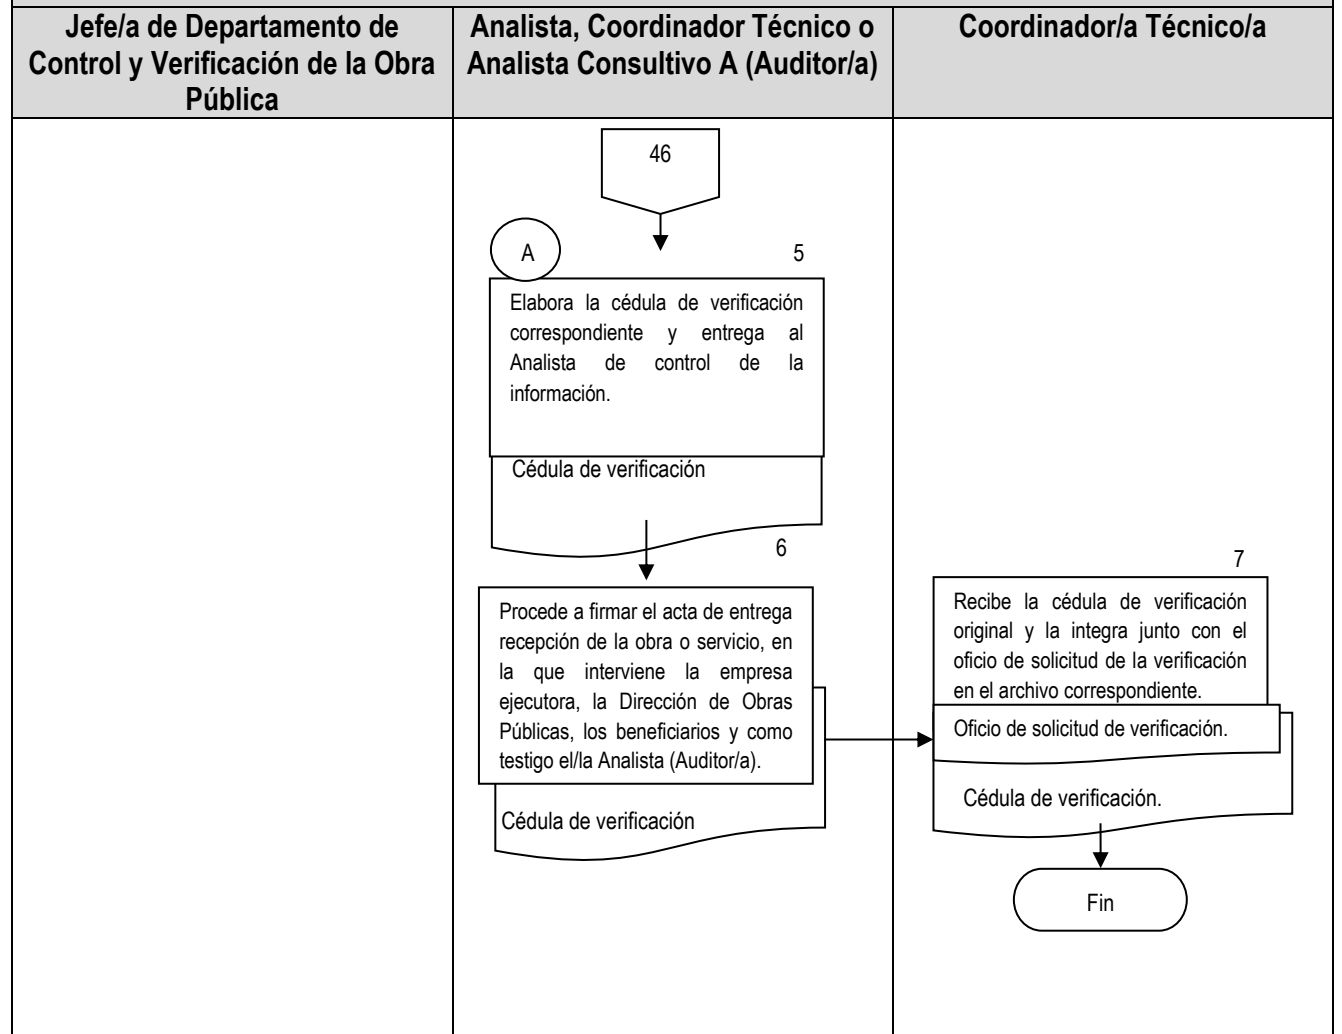 Jefe/a de Departamento de
Control y Verificación de la Obra
Pública
Analista, Coordinador Técnico o
Analista Consultivo A (Auditor/a)
Coordinador/a Técnico/a
46
A
5
Elabora la cédula de verificación
correspondiente y entrega al
Analista de control de la
información.
Cédula de verificación
6
Procede a firmar el acta de entrega
recepción de la obra o servicio, en
la que interviene la empresa
ejecutora, la Dirección de Obras
Públicas, los beneficiarios y como
testigo el/la Analista (Auditor/a).
Cédula de verificación
7
Recibe la cédula de verificación
original y la integra junto con el
oficio de solicitud de la verificación
en el archivo correspondiente.
Oficio de solicitud de verificación.
Cédula de verificación.
Fin